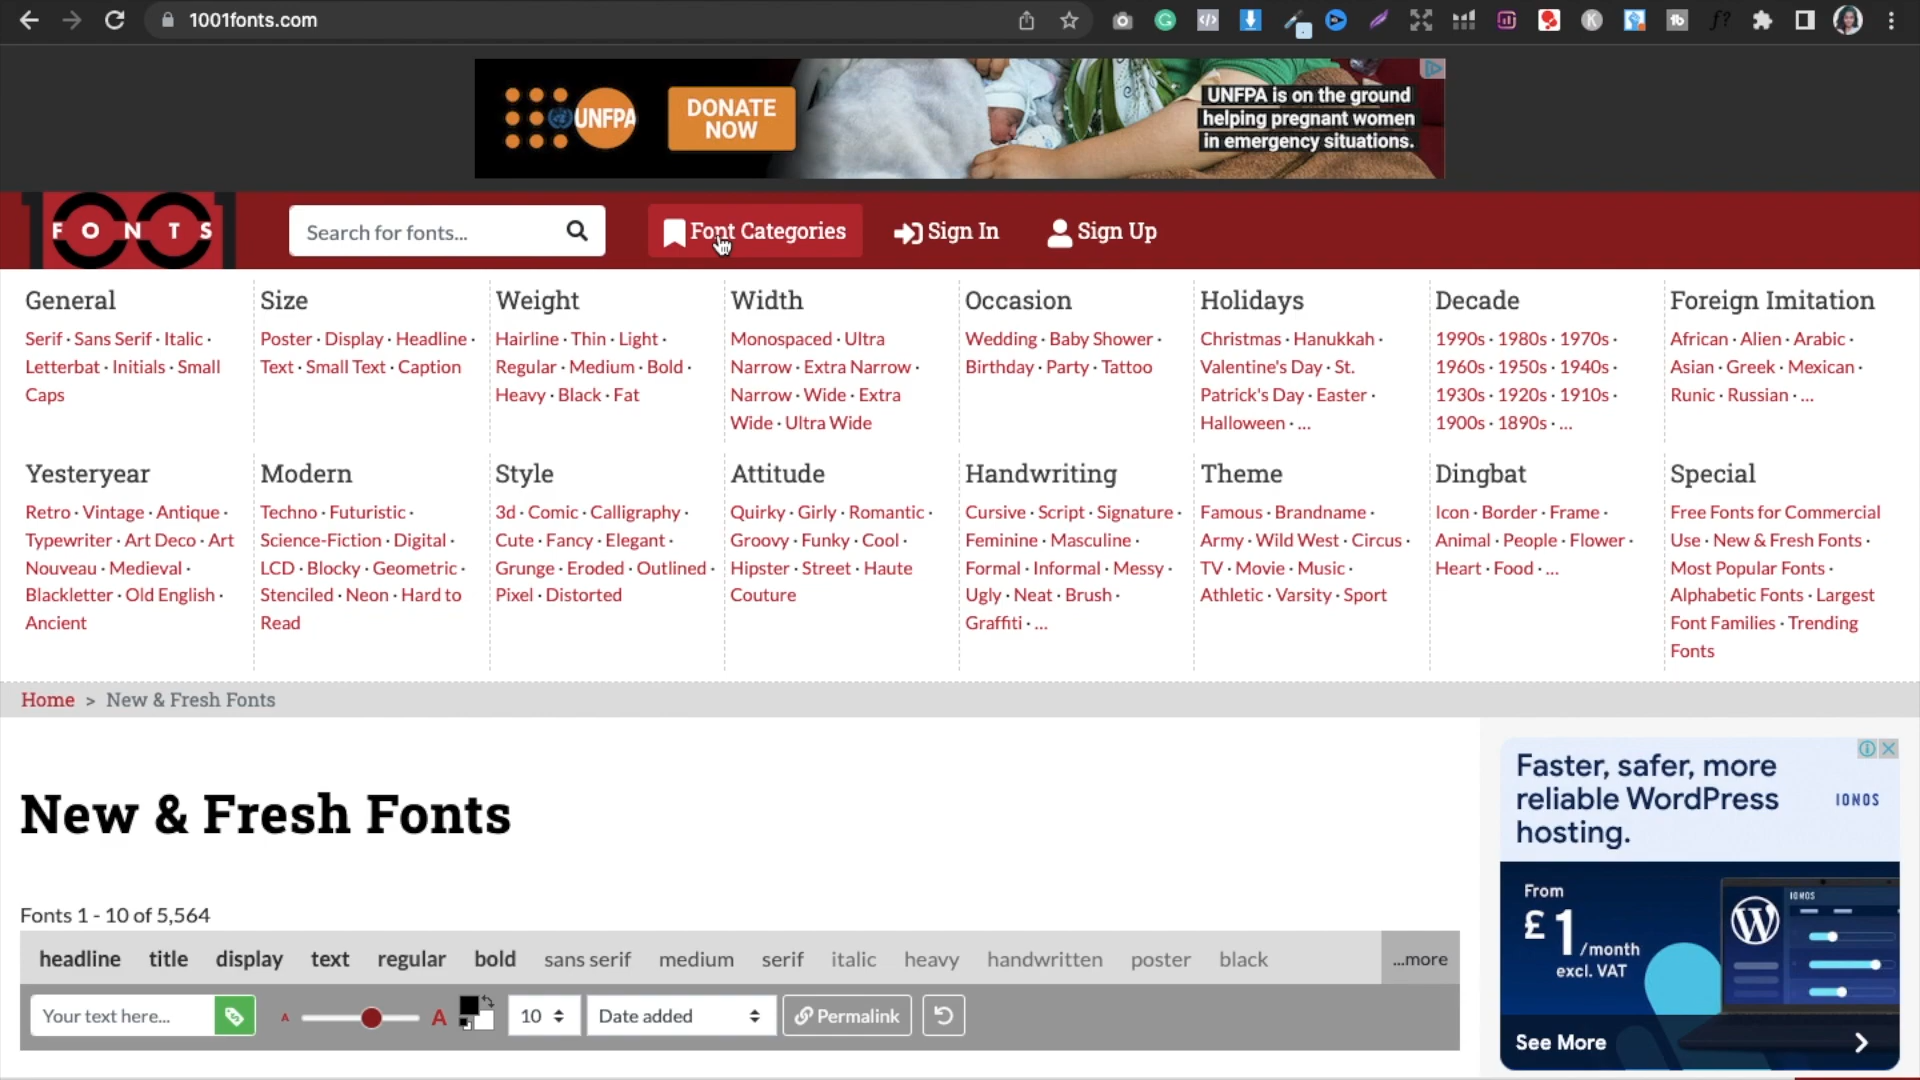 1001fonts.com
UNFPA
DONATE
NOW
UNFPA is on the ground
helping pregnant women
in emergency situations.
1001
FONTS
Search for fonts...
Font Categories
Sign In
Sign Up
General
Serif · Sans Serif · Italic ·
Letterbat · Initials · Small
Caps
Size
Poster · Display · Headline ·
Text · Small Text · Caption
Weight
Hairline · Thin · Light ·
Regular · Medium · Bold ·
Heavy · Black · Fat
Width
Monospaced · Ultra
Narrow · Extra Narrow ·
Narrow · Wide · Extra
Wide · Ultra Wide
Occasion
Wedding · Baby Shower ·
Birthday · Party · Tattoo
Holidays
Christmas · Hanukkah ·
Valentine's Day · St.
Patrick's Day · Easter ·
Halloween · ...
Decade
1990s · 1980s · 1970s ·
1960s · 1950s · 1940s ·
1930s · 1920s · 1910s ·
1900s · 1890s · ...
Foreign Imitation
African · Alien · Arabic ·
Asian · Greek · Mexican ·
Runic · Russian · ...
Yesteryear
Retro · Vintage · Antique ·
Typewriter · Art Deco · Art
Nouveau · Medieval ·
Blackletter · Old English ·
Ancient
Modern
Techno · Futuristic ·
Science-Fiction · Digital ·
LCD · Blocky · Geometric ·
Stenciled · Neon · Hard to
Read
Style
3d · Comic · Calligraphy ·
Cute · Fancy · Elegant ·
Grunge · Eroded · Outlined ·
Pixel · Distorted
Attitude
Quirky · Girly · Romantic ·
Groovy · Funky · Cool ·
Hipster · Street · Haute
Couture
Handwriting
Cursive · Script · Signature ·
Feminine · Masculine ·
Formal · Informal · Messy ·
Ugly · Neat · Brush ·
Graffiti · ...
Theme
Famous · Brandname ·
Army · Wild West · Circus ·
TV · Movie · Music ·
Athletic · Varsity · Sport
Dingbat
Icon · Border · Frame ·
Animal · People · Flower ·
Heart · Food · ...
Special
Free Fonts for Commercial
Use · New & Fresh Fonts ·
Most Popular Fonts ·
Alphabetic Fonts · Largest
Font Families · Trending
Fonts
Home > New & Fresh Fonts
New & Fresh Fonts
Fonts 1 - 10 of 5,564
headline title display text regular bold sans serif medium serif italic heavy handwritten poster black ...more
Your text here... A A 10 Date added Permalink
Faster, safer, more
reliable WordPress
hosting.
IONOS
From
£1
/month
excl. VAT
IONOS
See More